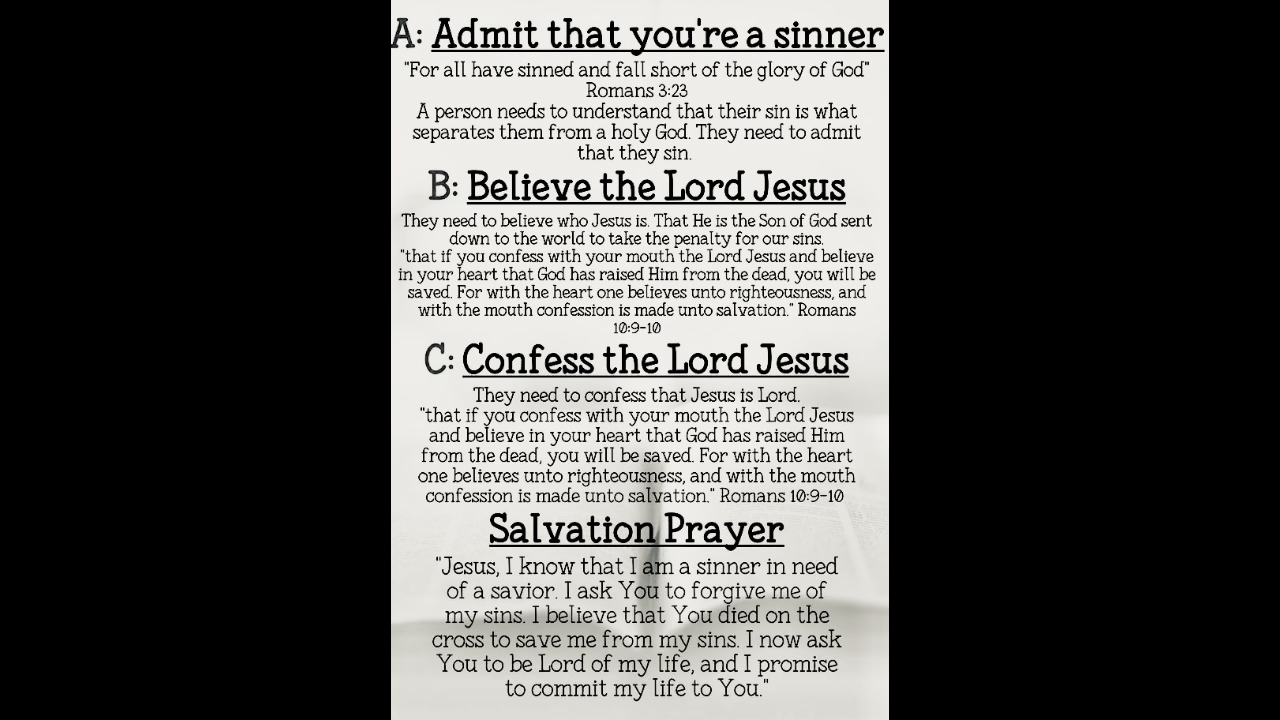 A: Admit that you're a sinner
"For all have sinned and fall short of the glory of God"
Romans 3:23
A person needs to understand that their sin is what
separates them from a holy God. They need to admit
that they sin.
B: Believe the Lord Jesus
They need to believe who Jesus is. That He is the Son of God sent
down to the world to take the penalty for our sins.
"that if you confess with your mouth the Lord Jesus and believe
in your heart that God has raised Him from the dead, you will be
saved. For with the heart one believes unto righteousness, and
with the mouth confession is made unto salvation." Romans
10:9-10
C: Confess the Lord Jesus
They need to confess that Jesus is Lord.
"that if you confess with your mouth the Lord Jesus
and believe in your heart that God has raised Him
from the dead, you will be saved. For with the heart
one believes unto righteousness, and with the mouth
confession is made unto salvation." Romans 10:9-10
Salvation Prayer
"Jesus, I know that I am a sinner in need
of a savior. I ask You to forgive me of
my sins. I believe that You died on the
cross to save me from my sins. I now ask
You to be Lord of my life, and I promise
to commit my life to You."